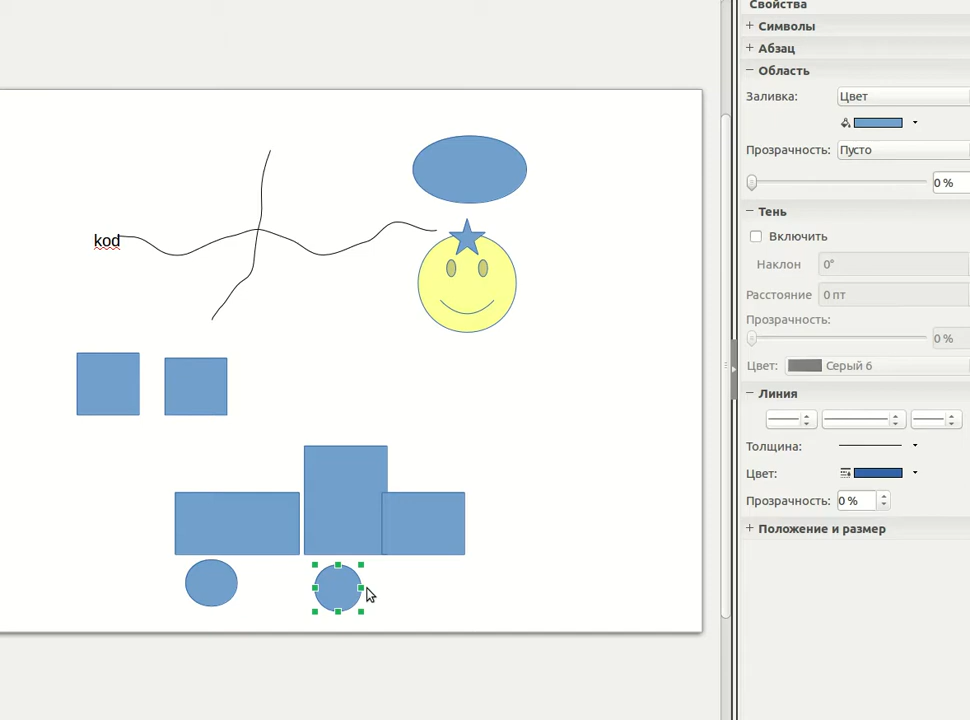 Свойства
Символы
Абзац
Область
Заливка: Цвет
Прозрачность: Пусто
0 %
Тень
Включить
Наклон 0°
Расстояние 0 пт
Прозрачность:
0 %
Цвет: Серый 6
Линия
Толщина:
Цвет:
Прозрачность: 0 %
Положение и размер
kod